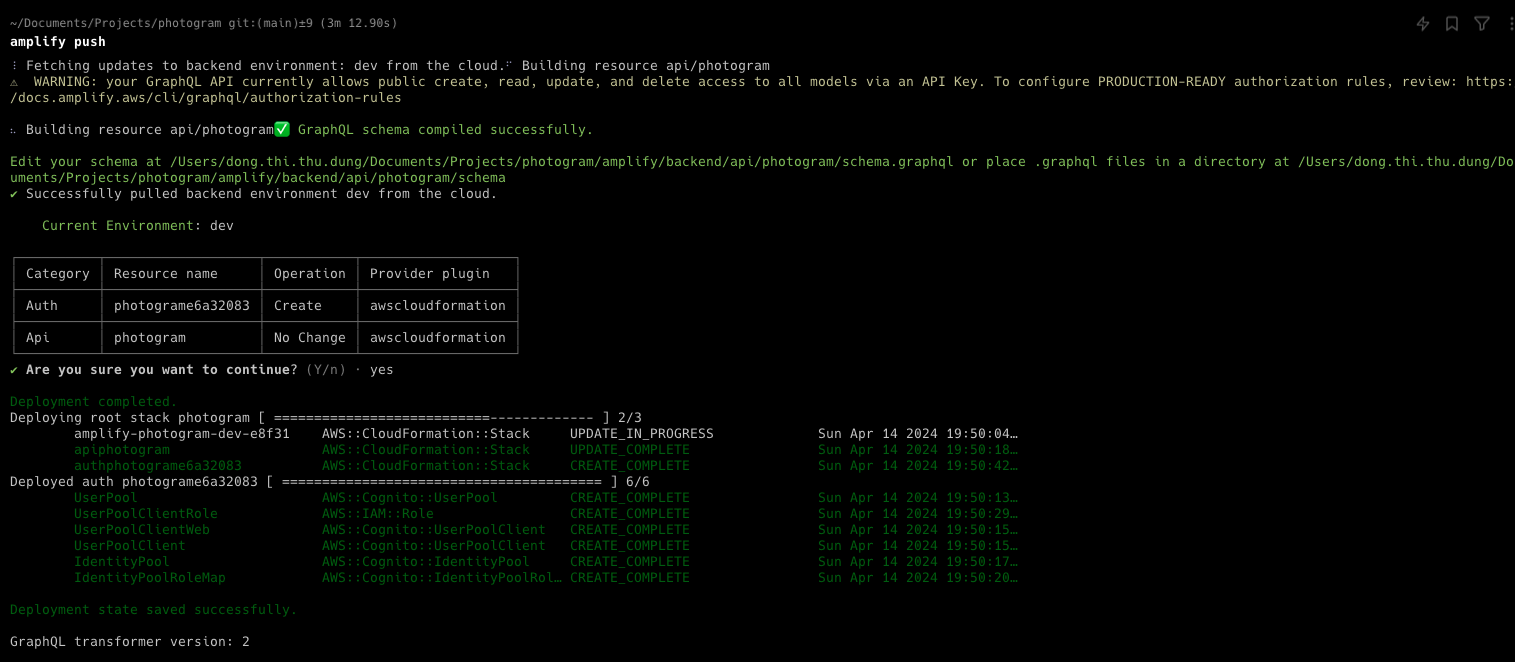 ~/Documents/Projects/photogram git:(main)±9 (3m 12.90s)
amplify push
⠸ Fetching updates to backend environment: dev from the cloud.⠋ Building resource api/photogram
⚠ WARNING: your GraphQL API currently allows public create, read, update, and delete access to all models via an API Key. To configure PRODUCTION-READY authorization rules, review: https:
/docs.amplify.aws/cli/graphql/authorization-rules
⠦ Building resource api/photogram✅ GraphQL schema compiled successfully.
Edit your schema at /Users/dong.thi.thu.dung/Documents/Projects/photogram/amplify/backend/api/photogram/schema.graphql or place .graphql files in a directory at /Users/dong.thi.thu.dung/Do
uments/Projects/photogram/amplify/backend/api/photogram/schema
✔ Successfully pulled backend environment dev from the cloud.
Current Environment: dev
Category Resource name Operation Provider plugin
Auth photograme6a32083 Create awscloudformation
Api photogram No Change awscloudformation
✔ Are you sure you want to continue? (Y/n) · yes
Deployment completed.
Deploying root stack photogram [ ===========================------------- ] 2/3
amplify-photogram-dev-e8f31 AWS::CloudFormation::Stack UPDATE_IN_PROGRESS Sun Apr 14 2024 19:50:04…
apiphotogram AWS::CloudFormation::Stack UPDATE_COMPLETE Sun Apr 14 2024 19:50:18…
authphotograme6a32083 AWS::CloudFormation::Stack CREATE_COMPLETE Sun Apr 14 2024 19:50:42…
Deployed auth photograme6a32083 [ ======================================== ] 6/6
UserPool AWS::Cognito::UserPool CREATE_COMPLETE Sun Apr 14 2024 19:50:13…
UserPoolClientRole AWS::IAM::Role CREATE_COMPLETE Sun Apr 14 2024 19:50:29…
UserPoolClientWeb AWS::Cognito::UserPoolClient CREATE_COMPLETE Sun Apr 14 2024 19:50:15…
UserPoolClient AWS::Cognito::UserPoolClient CREATE_COMPLETE Sun Apr 14 2024 19:50:15…
IdentityPool AWS::Cognito::IdentityPool CREATE_COMPLETE Sun Apr 14 2024 19:50:17…
IdentityPoolRoleMap AWS::Cognito::IdentityPoolRol… CREATE_COMPLETE Sun Apr 14 2024 19:50:20…
Deployment state saved successfully.
GraphQL transformer version: 2